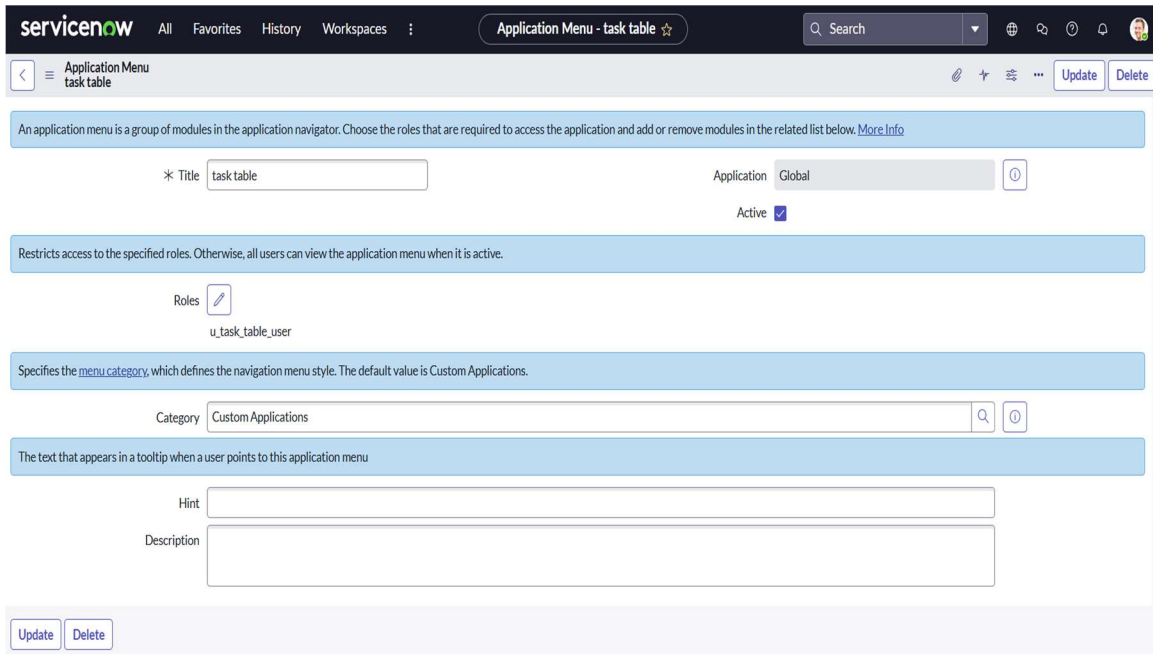 servicenow All Favorites History Workspaces Application Menu - task table Search
Application Menu
task table
Update Delete
An application menu is a group of modules in the application navigator. Choose the roles that are required to access the application and add or remove modules in the related list below. More Info
* Title task table Application Global
Active
Restricts access to the specified roles. Otherwise, all users can view the application menu when it is active.
Roles
u_task_table_user
Specifies the menu category, which defines the navigation menu style. The default value is Custom Applications.
Category Custom Applications
The text that appears in a tooltip when a user points to this application menu
Hint
Description
Update Delete